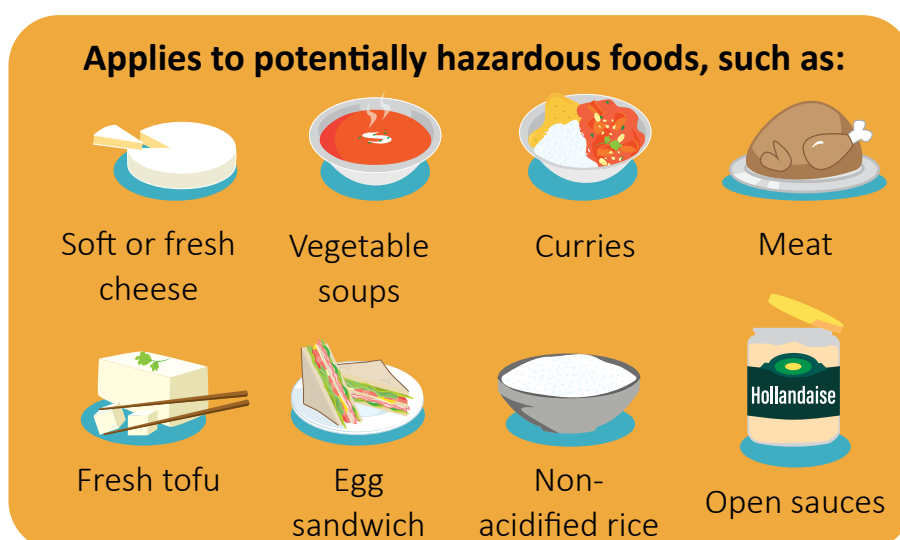 Applies to potentially hazardous foods, such as:
Soft or fresh
cheese
Vegetable
soups
Curries
Meat
Fresh tofu
Egg
sandwich
Non-
acidified rice
Hollandaise
Open sauces